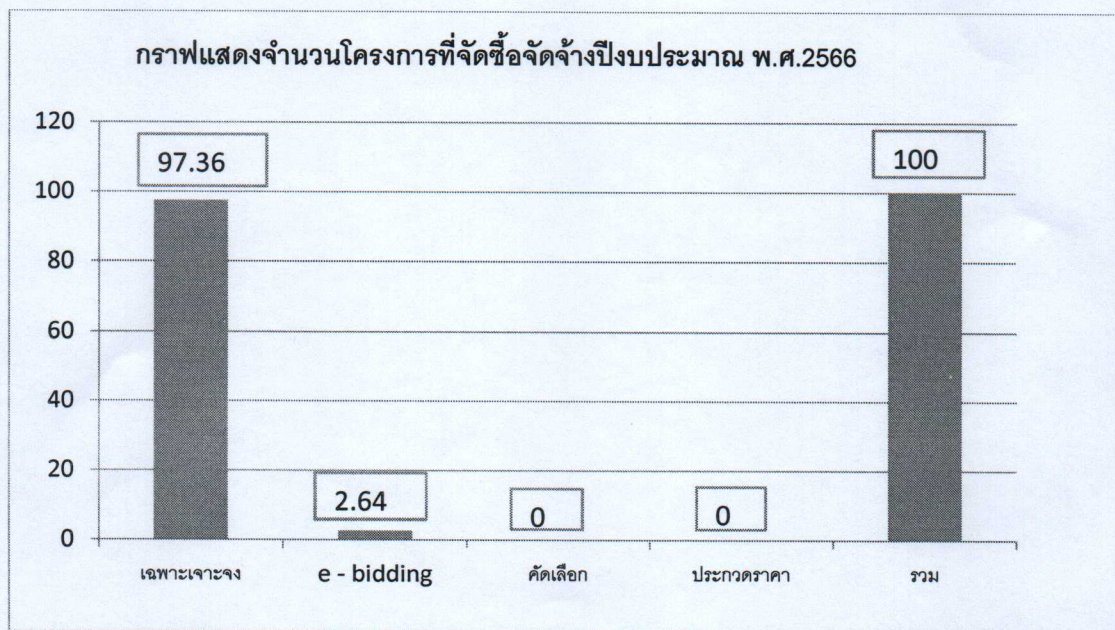 กราฟแสดงจำนวนโครงการที่จัดซื้อจัดจ้างปีงบประมาณ พ.ศ.2566
120
100
80
60
40
20
0
97.36
2.64
0
0
100
เฉพาะเจาะจง
e - bidding
คัดเลือก
ประกวดราคา
รวม